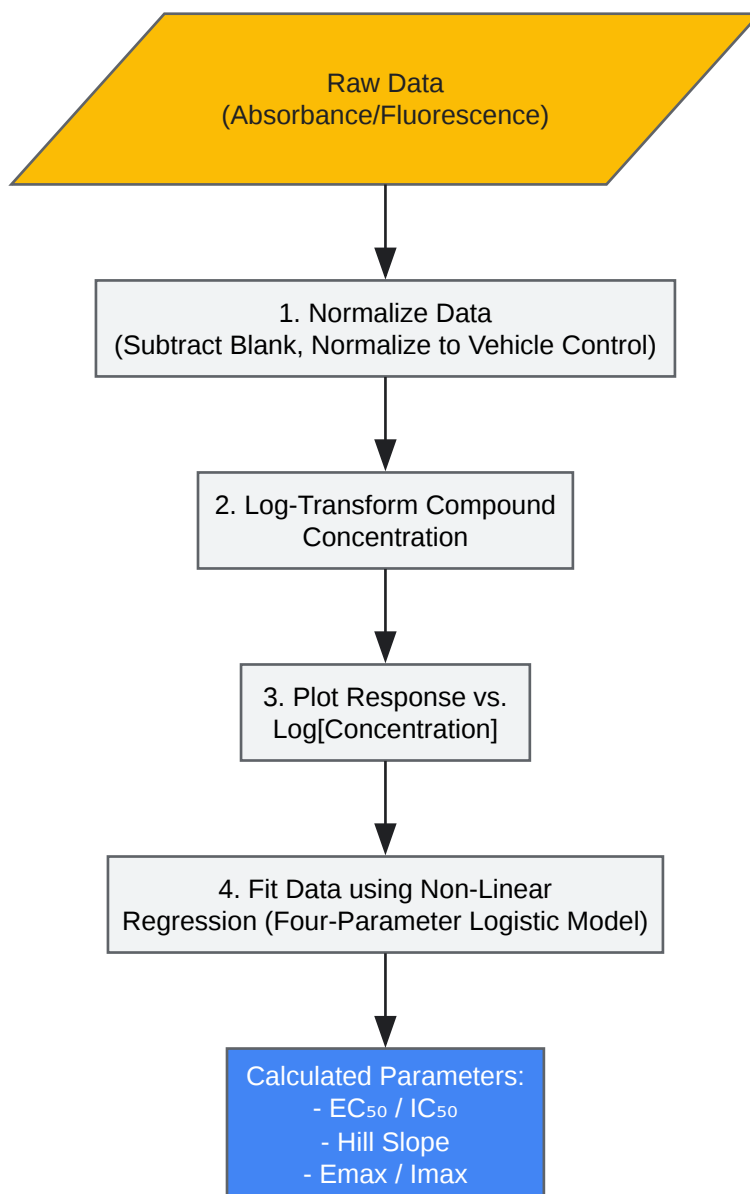 Raw Data
(Absorbance/Fluorescence)
1. Normalize Data
(Subtract Blank, Normalize to Vehicle Control)
2. Log-Transform Compound
Concentration
3. Plot Response vs.
Log[Concentration]
4. Fit Data using Non-Linear
Regression (Four-Parameter Logistic Model)
Calculated Parameters:
- EC₅₀ / IC₅₀
- Hill Slope
- Emax / Imax